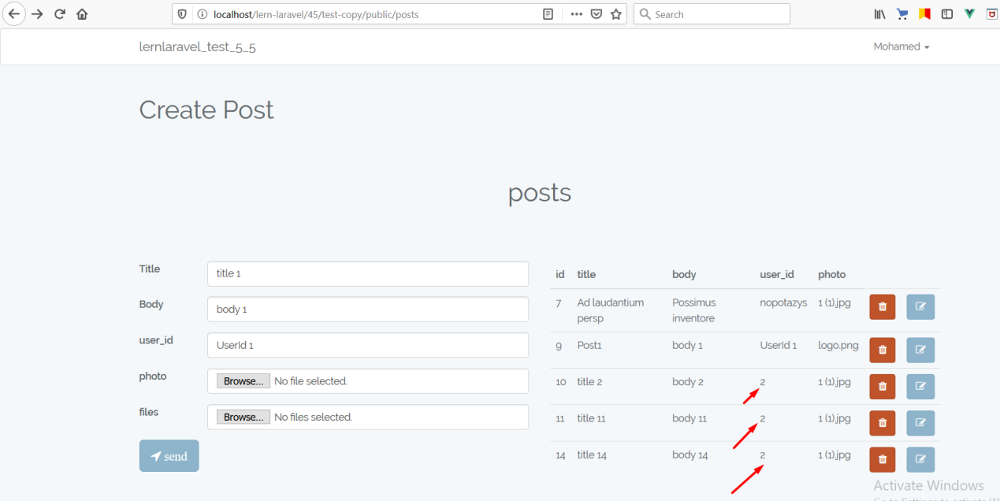 localhost/lern-laravel/45/test-copy/public/posts
Search
lernlaravel_test_5_5
Mohamed
Create Post
posts
Title
title 1
Body
body 1
user_id
UserId 1
photo
Browse... No file selected.
files
Browse... No files selected.
send
id title body user_id photo
7 Ad laudantium persp Possimus inventore nopotazys 1 (1).jpg
9 Post1 body 1 UserId 1 logo.png
10 title 2 body 2 2 1 (1).jpg
11 title 11 body 11 2 1 (1).jpg
14 title 14 body 14 2 1 (1).jpg
Activate Windows